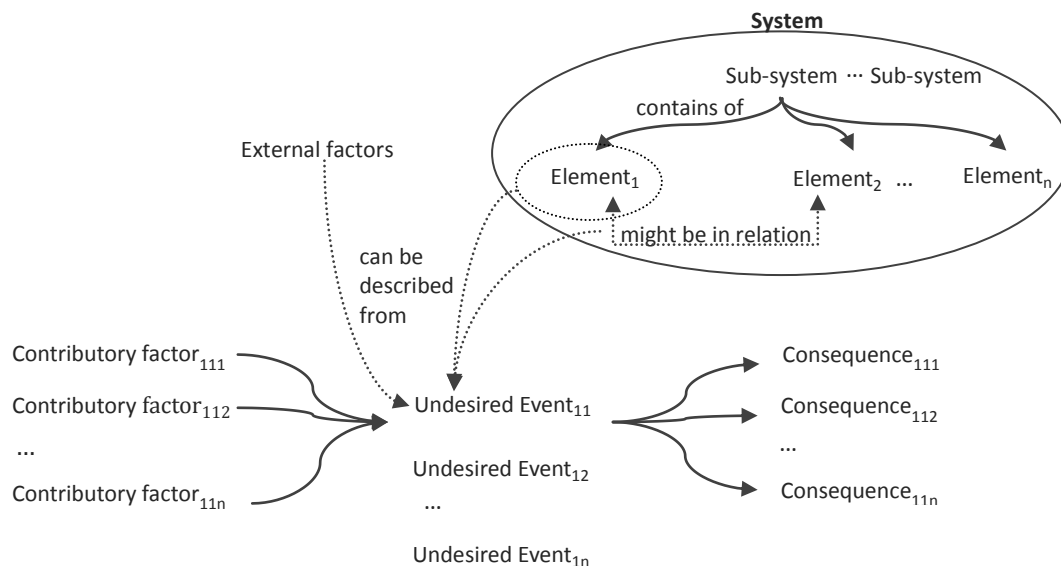 System
Sub-system ... Sub-system
contains of
External factors
Element₁
Element₂ ...
Elementₙ
might be in relation
can be
described
from
Contributory factor₁₁₁
Consequence₁₁₁
Contributory factor₁₁₂
Undesired Event₁₁
Consequence₁₁₂
...
...
Undesired Event₁₂
Contributory factor₁₁ₙ
Consequence₁₁ₙ
...
Undesired Event₁ₙ